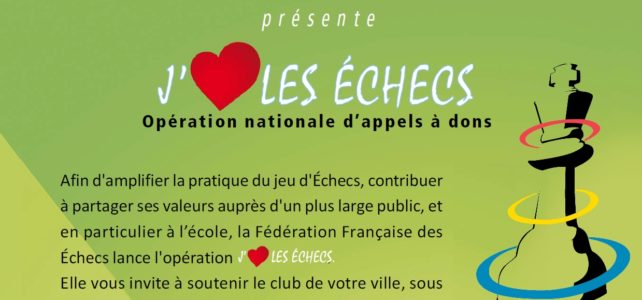 présente
J'❤LES ÉCHECS
Opération nationale d'appels à dons
Afin d'amplifier la pratique du jeu d'Échecs, contribuer
à partager ses valeurs auprès d'un plus large public, et
en particulier à l'école, la Fédération Française des
Échecs lance l'opération J'❤LES ÉCHECS.
Elle vous invite à soutenir le club de votre ville, sous